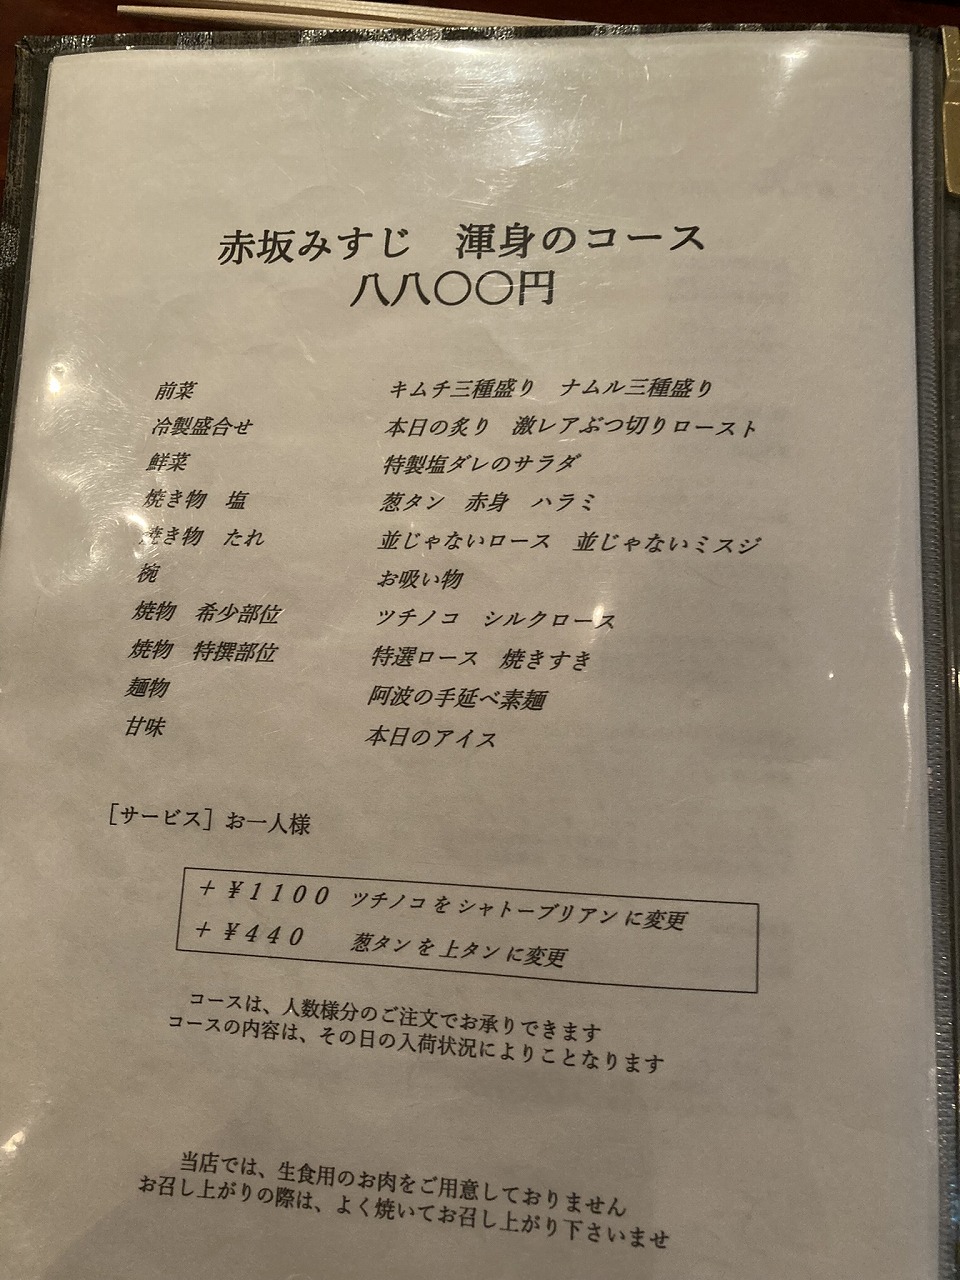 赤坂みすじ　渾身のコース
八八〇〇円
前菜　キムチ三種盛り　ナムル三種盛り
冷製盛合せ　本日の炙り　激レアぶつ切りロースト
鮮菜　特製塩ダレのサラダ
焼き物　塩　葱タン　赤身　ハラミ
焼き物　たれ　並じゃないロース　並じゃないミスジ
椀　お吸い物
焼物　希少部位　ツチノコ　シルクロース
焼物　特撰部位　特選ロース　焼きすき
麺物　阿波の手延べ素麺
甘味　本日のアイス
［サービス］お一人様
＋￥１１００　ツチノコ を シャトーブリアン に変更
＋￥４４０　葱タン を 上タン に変更
コースは、人数様分のご注文でお承りできます
コースの内容は、その日の入荷状況によりことなります
当店では、生食用のお肉をご用意しておりません
お召し上がりの際は、よく焼いてお召し上がり下さいませ